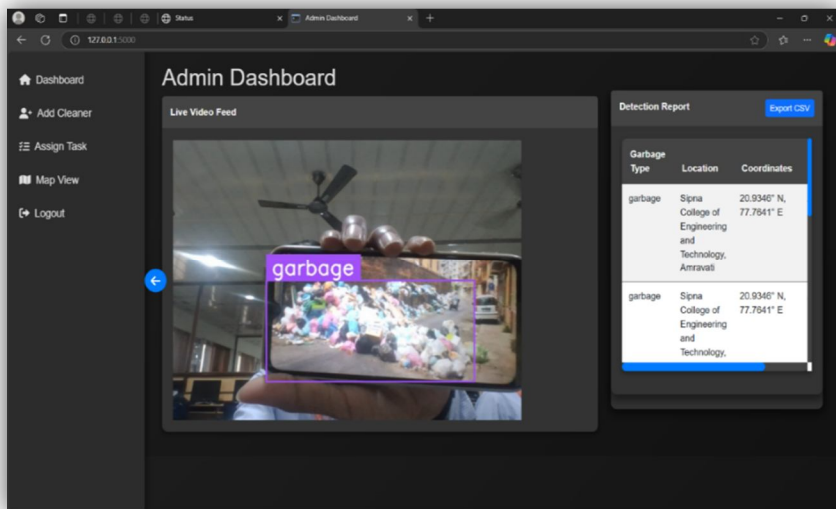 Status
Admin Dashboard
127.0.0.1:5000
Dashboard
Add Cleaner
Assign Task
Map View
Logout
Admin Dashboard
Live Video Feed
garbage
Detection Report
Export CSV
Garbage
Type
Location
Coordinates
garbage
Sipna
College of
Engineering
and
Technology,
Amravati
20.9346° N,
77.7641° E
garbage
Sipna
College of
Engineering
and
Technology,
20.9346° N,
77.7641° E